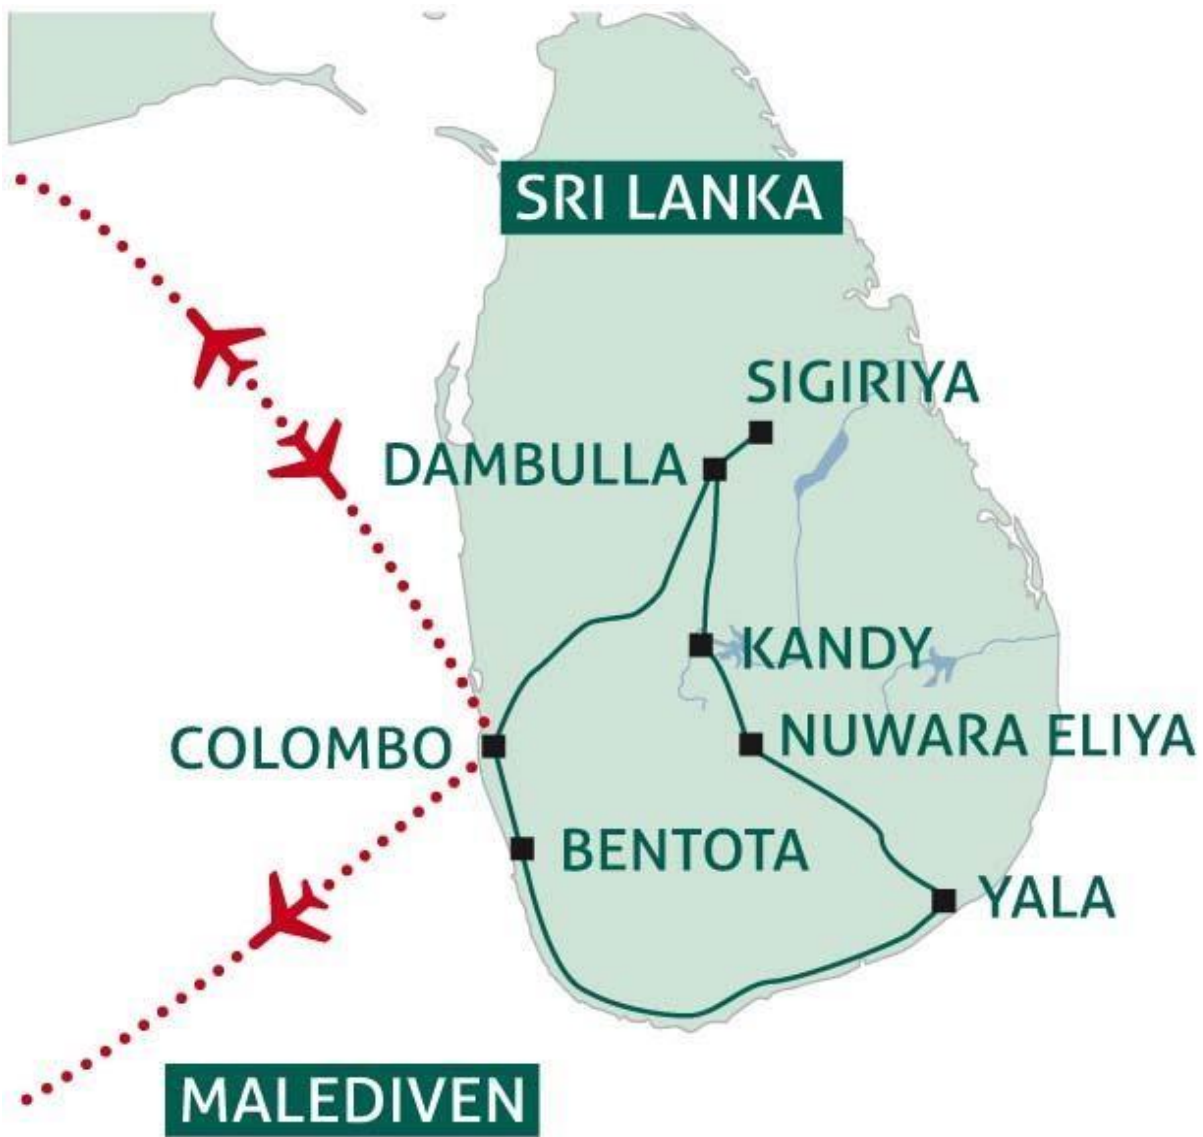 SRI LANKA
SIGIRIYA
DAMBULLA
KANDY
COLOMBO
NUWARA ELIYA
BENTOTA
YALA
MALEDIVEN